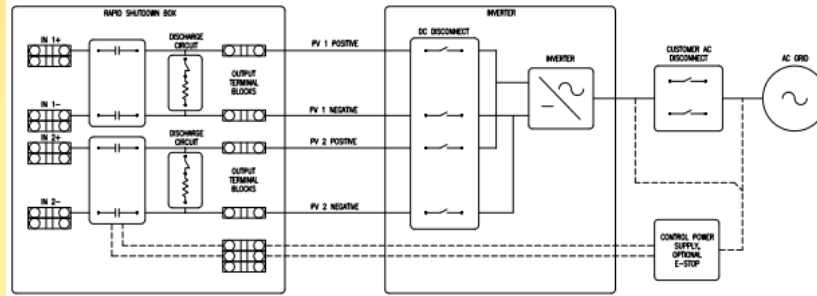 RAPID SHUTDOWN BOX
INVERTER
IN 1+
DISCHARGE
CIRCUIT
PV 1 POSITIVE
DC DISCONNECT
OUTPUT
TERMINAL
BLOCKS
INVERTER
CUSTOMER AC
DISCONNECT
AC GRID
IN 1-
PV 1 NEGATIVE
IN 2+
DISCHARGE
CIRCUIT
PV 2 POSITIVE
OUTPUT
TERMINAL
BLOCKS
IN 2-
PV 2 NEGATIVE
CONTROL POWER
SUPPLY,
OPTIONAL
E-STOP